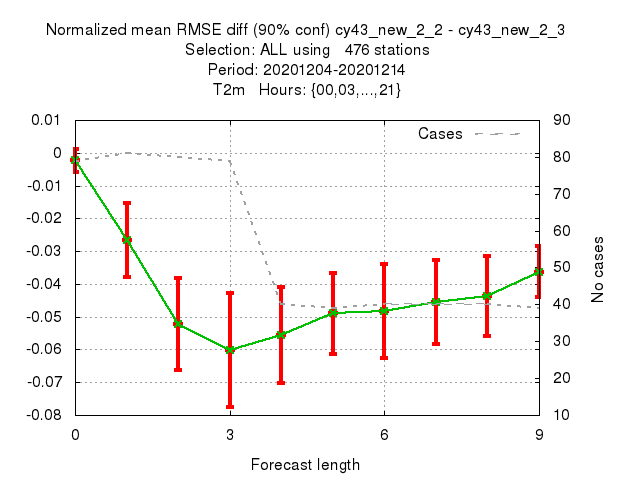 Normalized mean RMSE diff (90% conf) cy43_new_2_2 - cy43_new_2_3
Selection: ALL using 476 stations
Period: 20201204-20201214
T2m Hours: {00,03,...,21}
0.01
0
-0.01
-0.02
-0.03
-0.04
-0.05
-0.06
-0.07
-0.08
Cases
90
80
70
60
50
40
30
20
10
No cases
0 3 6 9
Forecast length